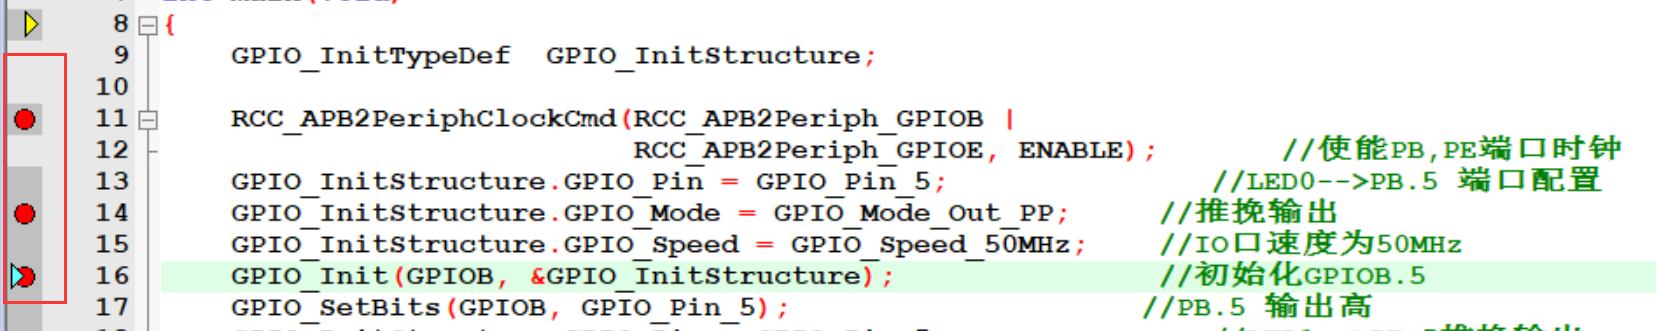 8 {
9 GPIO_InitTypeDef  GPIO_InitStructure;
10
11 RCC_APB2PeriphClockCmd(RCC_APB2Periph_GPIOB |
12 RCC_APB2Periph_GPIOE, ENABLE); //使能PB,PE端口时钟
13 GPIO_InitStructure.GPIO_Pin = GPIO_Pin_5; //LED0-->PB.5 端口配置
14 GPIO_InitStructure.GPIO_Mode = GPIO_Mode_Out_PP; //推挽输出
15 GPIO_InitStructure.GPIO_Speed = GPIO_Speed_50MHz; //IO口速度为50MHz
16 GPIO_Init(GPIOB, &GPIO_InitStructure); //初始化GPIOB.5
17 GPIO_SetBits(GPIOB, GPIO_Pin_5); //PB.5 输出高